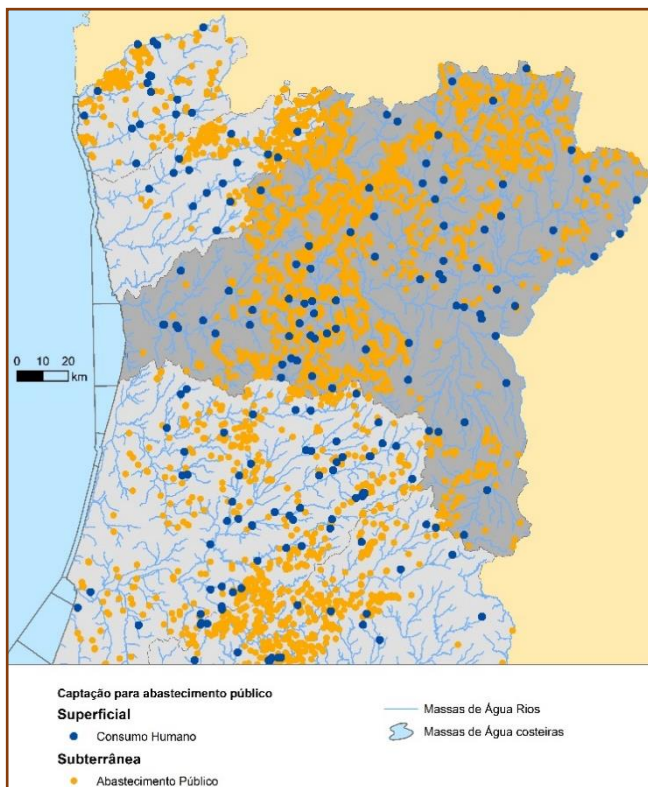 0 10 20
km
Captação para abastecimento público
Superficial
Consumo Humano
Subterrânea
Abastecimento Público
Massas de Água Rios
Massas de Água costeiras